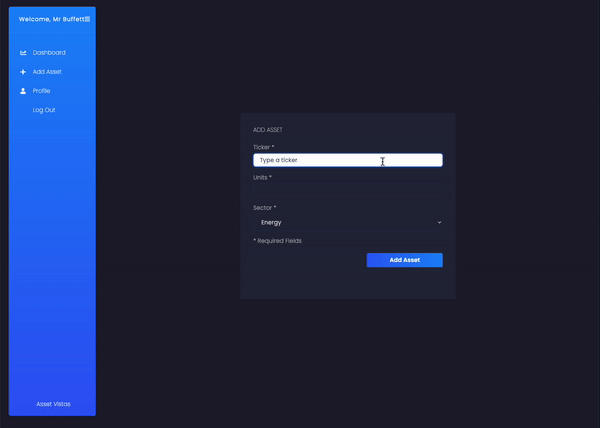 Welcome, Mr Buffett
Dashboard
Add Asset
Profile
Log Out
Asset Vistas
ADD ASSET
Ticker *
Type a ticker
Units *
Sector *
Energy
* Required Fields
Add Asset